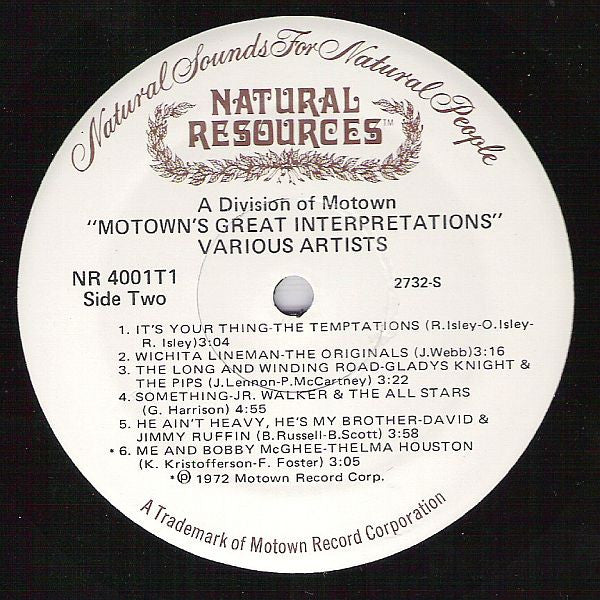 Natural Sounds For Natural People
NATURAL
RESOURCES™
A Division of Motown
"MOTOWN'S GREAT INTERPRETATIONS"
VARIOUS ARTISTS
NR 4001T1
Side Two
2732-S
1. IT'S YOUR THING-THE TEMPTATIONS (R.Isley-O.Isley-
R. Isley)3:04
2. WICHITA LINEMAN-THE ORIGINALS (J.Webb)3:16
3. THE LONG AND WINDING ROAD-GLADYS KNIGHT &
THE PIPS (J.Lennon-P.McCartney) 3:22
4. SOMETHING-JR. WALKER & THE ALL STARS
(G. Harrison) 4:55
5. HE AIN'T HEAVY, HE'S MY BROTHER-DAVID &
JIMMY RUFFIN (B.Russell-B.Scott) 3:58
*6. ME AND BOBBY McGHEE-THELMA HOUSTON
(K. Kristofferson-F. Foster) 3:05
*℗ 1972 Motown Record Corp.
A Trademark of Motown Record Corporation